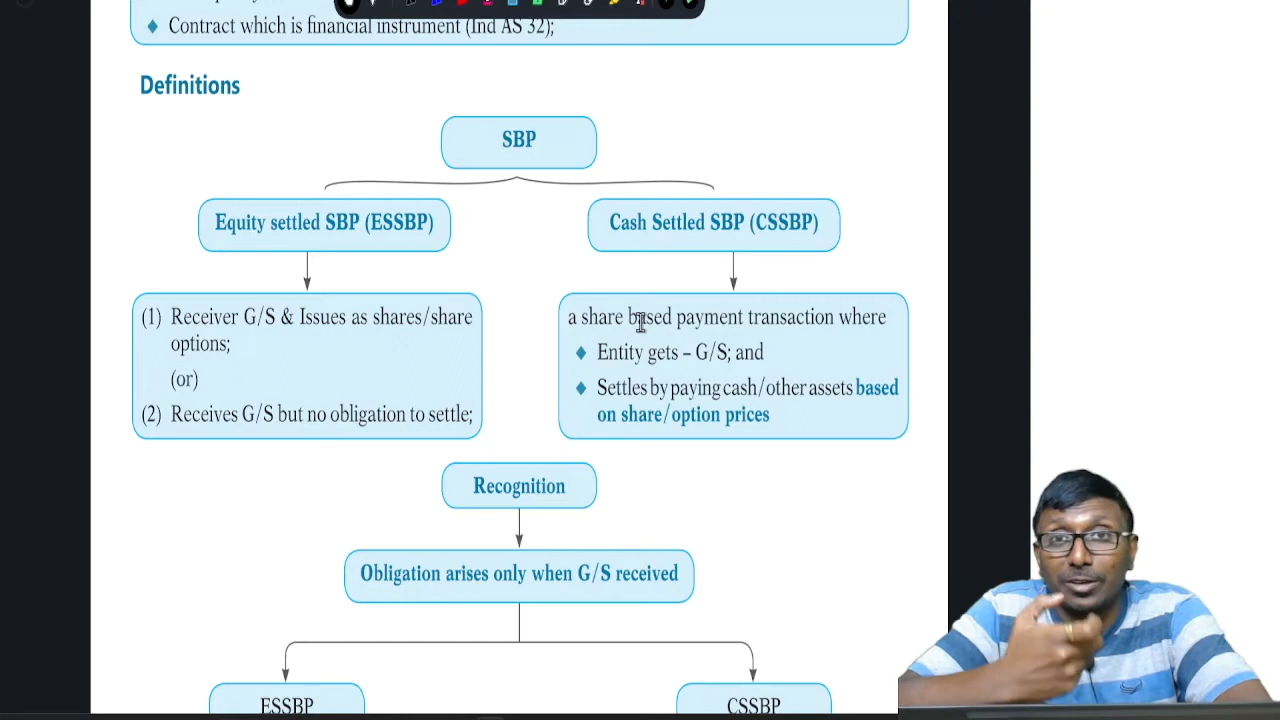 Contract which is financial instrument (Ind AS 32);
Definitions
SBP
Equity settled SBP (ESSBP)
Cash Settled SBP (CSSBP)
(1) Receiver G/S & Issues as shares/share
options;
(or)
(2) Receives G/S but no obligation to settle;
a share based payment transaction where
Entity gets – G/S; and
Settles by paying cash/other assets based
on share/option prices
Recognition
Obligation arises only when G/S received
ESSBP
CSSBP